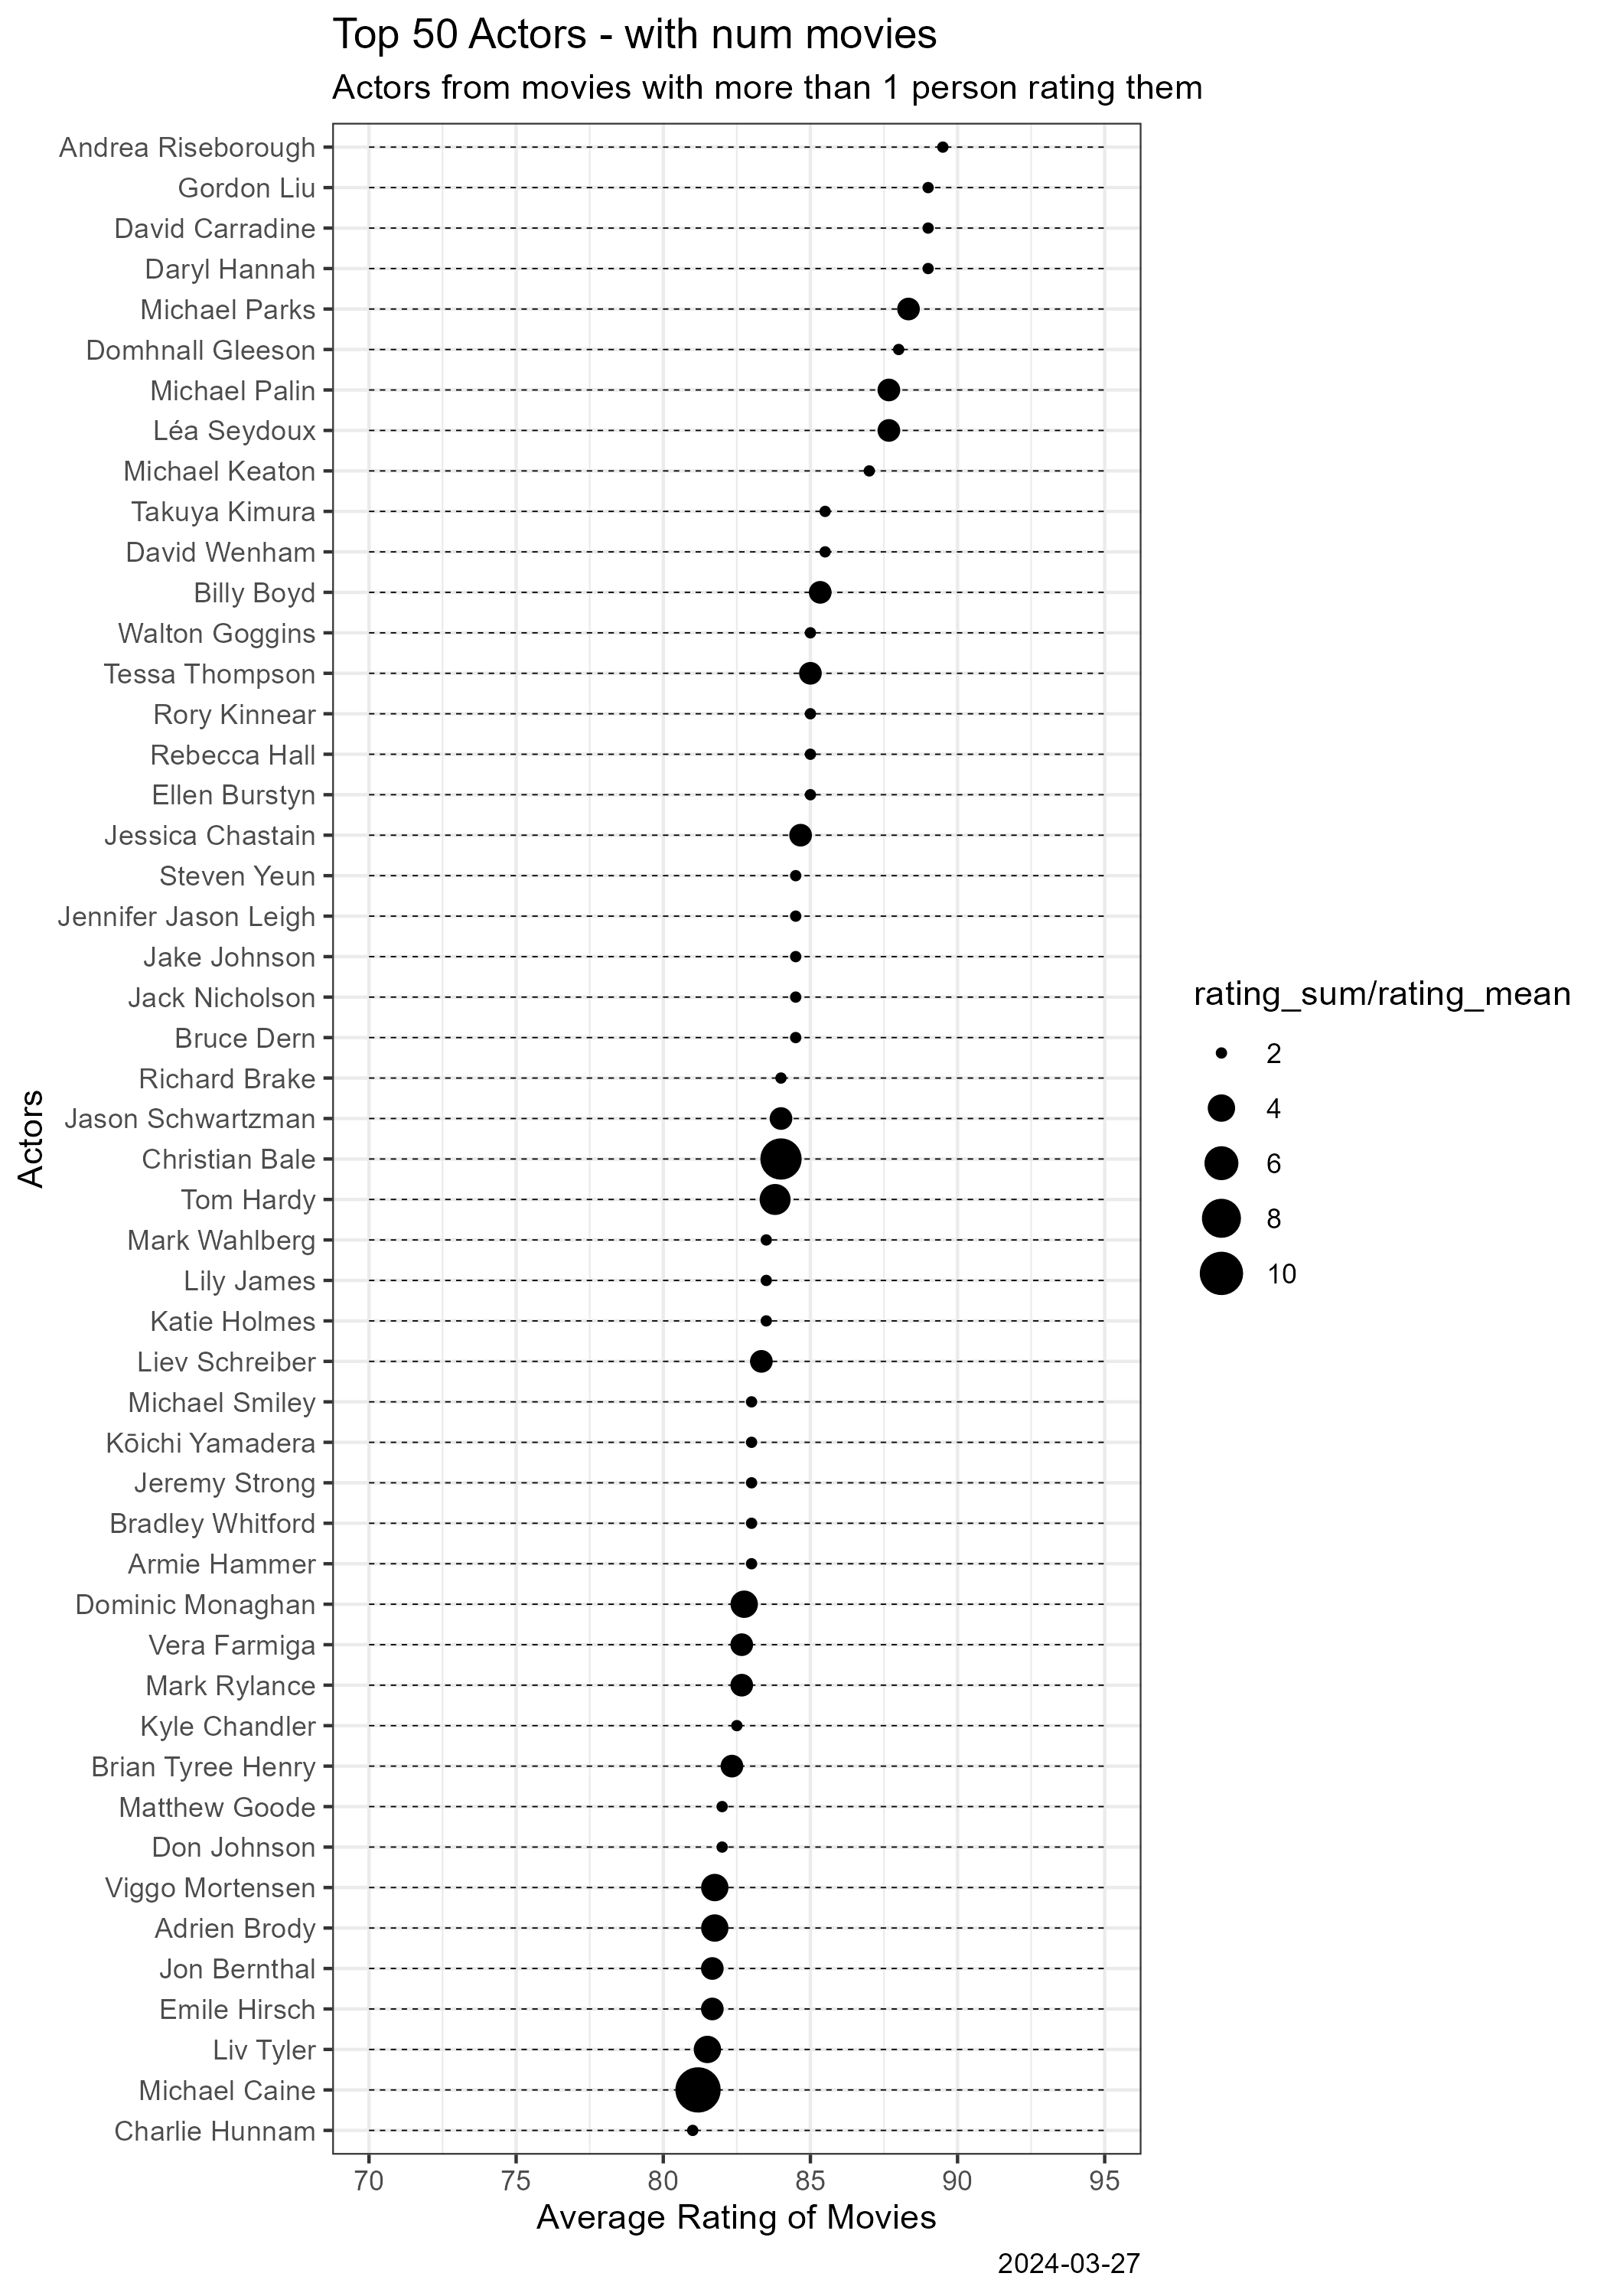 Top 50 Actors - with num movies
Actors from movies with more than 1 person rating them
Andrea Riseborough
Gordon Liu
David Carradine
Daryl Hannah
Michael Parks
Domhnall Gleeson
Michael Palin
Léa Seydoux
Michael Keaton
Takuya Kimura
David Wenham
Billy Boyd
Walton Goggins
Tessa Thompson
Rory Kinnear
Rebecca Hall
Ellen Burstyn
Jessica Chastain
Steven Yeun
Jennifer Jason Leigh
Jake Johnson
Jack Nicholson
Bruce Dern
Richard Brake
Jason Schwartzman
Christian Bale
Tom Hardy
Mark Wahlberg
Lily James
Katie Holmes
Liev Schreiber
Michael Smiley
Kōichi Yamadera
Jeremy Strong
Bradley Whitford
Armie Hammer
Dominic Monaghan
Vera Farmiga
Mark Rylance
Kyle Chandler
Brian Tyree Henry
Matthew Goode
Don Johnson
Viggo Mortensen
Adrien Brody
Jon Bernthal
Emile Hirsch
Liv Tyler
Michael Caine
Charlie Hunnam
Actors
70 75 80 85 90 95
Average Rating of Movies
rating_sum/rating_mean
2
4
6
8
10
2024-03-27